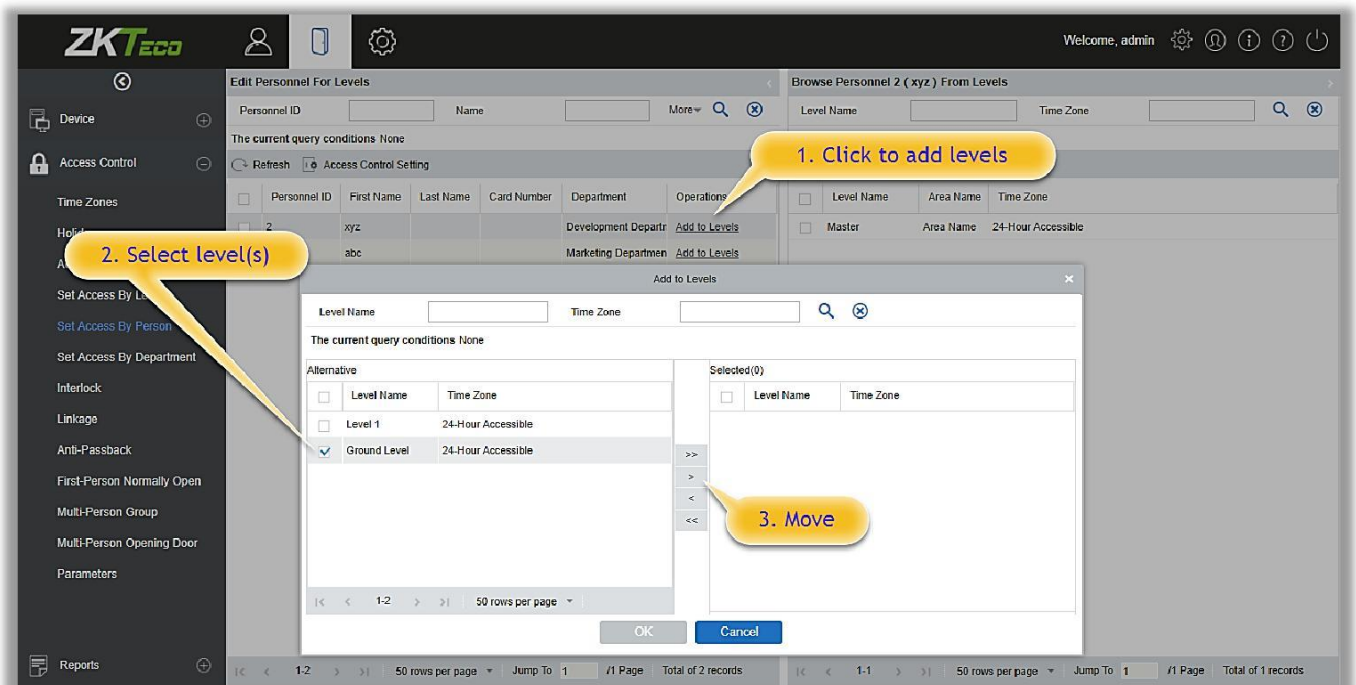 ZKTECO
Welcome, admin
Edit Personnel For Levels
Browse Personnel 2 ( xyz ) From Levels
Device
Personnel ID Name More
Level Name Time Zone
The current query conditions None
1. Click to add levels
Access Control
Refresh Access Control Setting
Personnel ID First Name Last Name Card Number Department Operations
Level Name Area Name Time Zone
Time Zones
2 xyz Development Departr Add to Levels
Master Area Name 24-Hour Accessible
abc Marketing Departmen Add to Levels
2. Select level(s)
Add to Levels
Set Access By
Level Name Time Zone
Set Access By Person
The current query conditions None
Set Access By Department
Alternative
Selected(0)
Interlock
Level Name Time Zone
Level Name Time Zone
Linkage
Level 1 24-Hour Accessible
Anti-Passback
Ground Level 24-Hour Accessible
>>
First-Person Normally Open
>
<
Multi-Person Group
<<
3. Move
Multi-Person Opening Door
Parameters
|< < 1-2 > >| 50 rows per page
OK Cancel
Reports
|< < 1-2 > >| 50 rows per page Jump To 1 /1 Page Total of 2 records
|< < 1-1 > >| 50 rows per page Jump To 1 /1 Page Total of 1 records